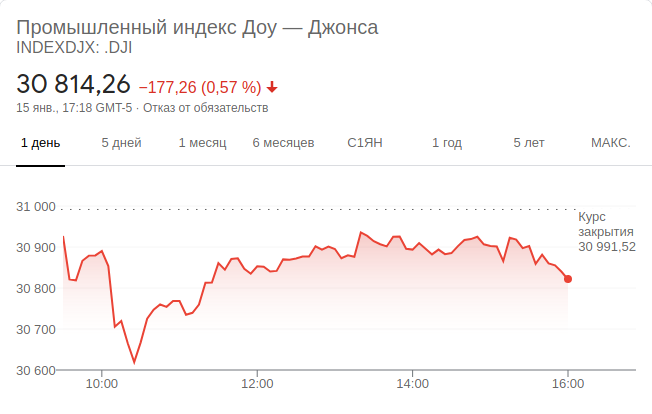 Промышленный индекс Доу — Джонса
INDEXDJX: .DJI
30 814,26 −177,26 (0,57 %)
15 янв., 17:18 GMT-5 · Отказ от обязательств
1 день 5 дней 1 месяц 6 месяцев С1ЯН 1 год 5 лет МАКС.
31 000
Курс
закрытия
30 991,52
30 900
30 800
30 700
30 600
10:00 12:00 14:00 16:00